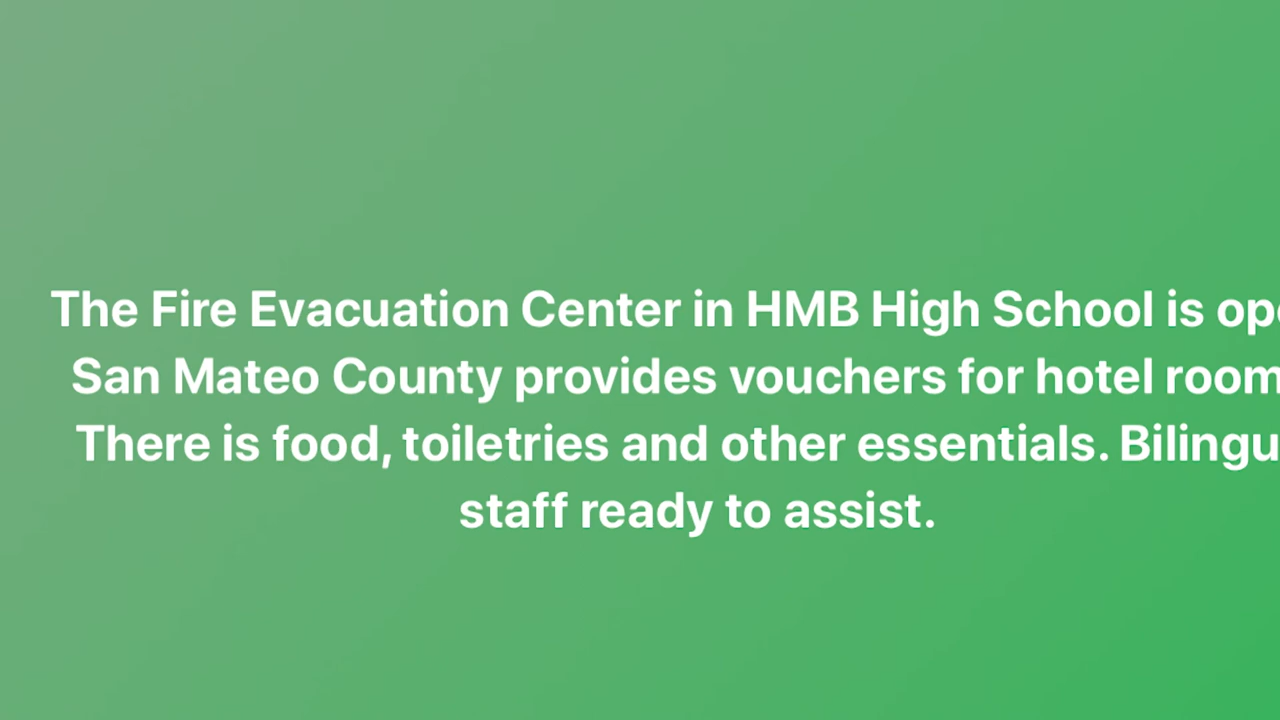 The Fire Evacuation Center in HMB High School is op
San Mateo County provides vouchers for hotel room
There is food, toiletries and other essentials. Bilingu
staff ready to assist.